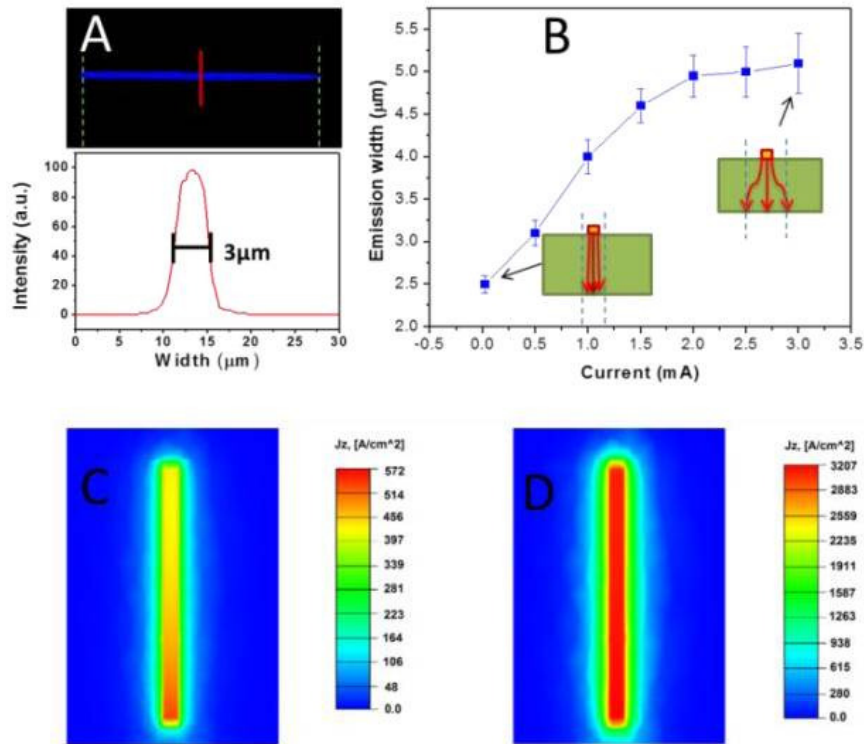 A
Intensity (a.u.)
100
80
60
40
20
0
3μm
0 5 10 15 20 25 30
Width (μm)
B
Emission width (μm)
5.5
5.0
4.5
4.0
3.5
3.0
2.5
2.0
-0.5 0.0 0.5 1.0 1.5 2.0 2.5 3.0 3.5
Current (mA)
C
Jz, [A/cm^2]
572
514
456
397
339
281
223
164
106
48
0.0
D
Jz, [A/cm^2]
3207
2883
2559
2235
1911
1587
1263
938
615
280
0.0